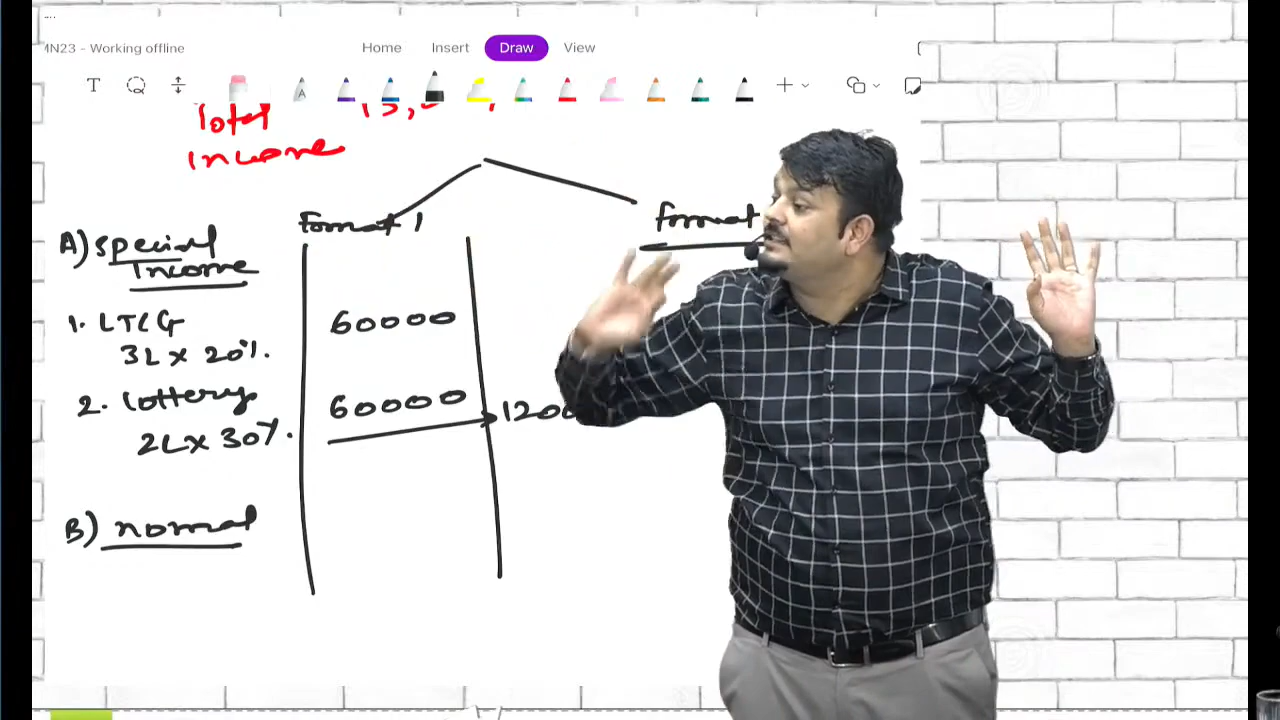 MN23 - Working offline
Home Insert Draw View
T
A
Total
income
Format 1
format
A) special
Income
1. LTCG
3L x 20%.
60000
2. Lottery
2L x 30%.
60000
B) normal